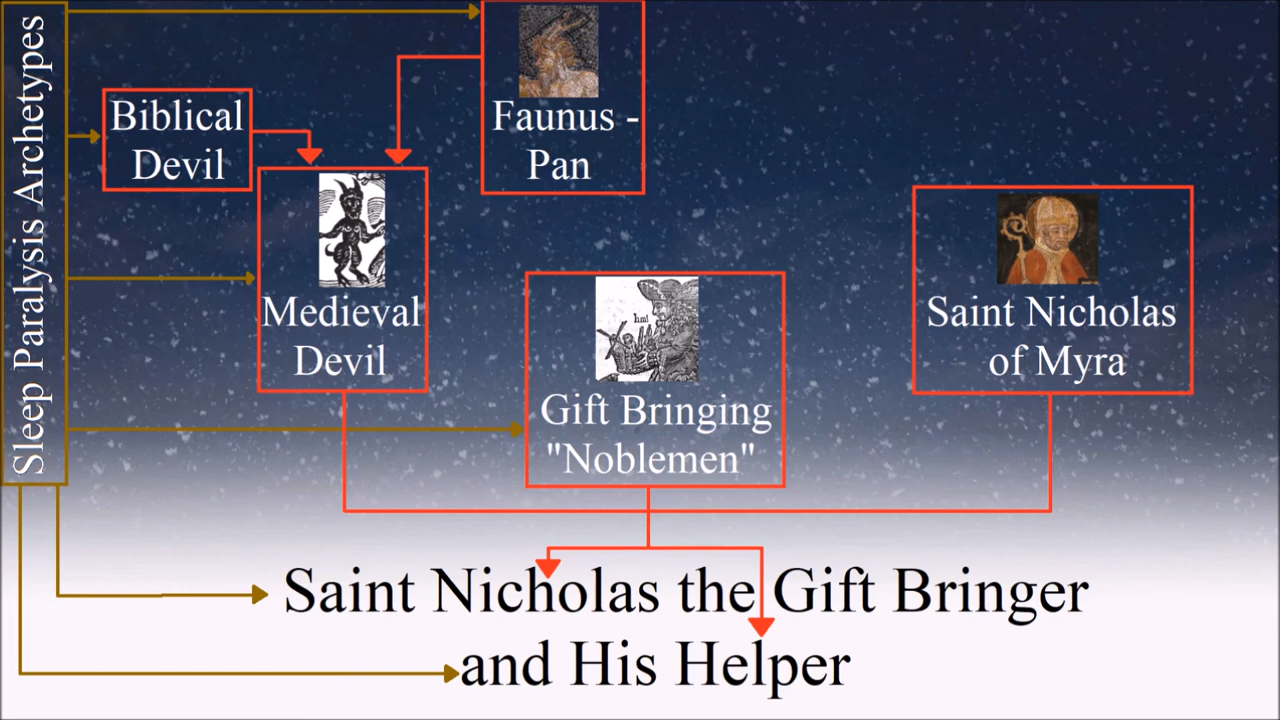 Sleep Paralysis Archetypes
Biblical
Devil
Faunus -
Pan
Medieval
Devil
Gift Bringing
"Noblemen"
Saint Nicholas
of Myra
Saint Nicholas the Gift Bringer
and His Helper